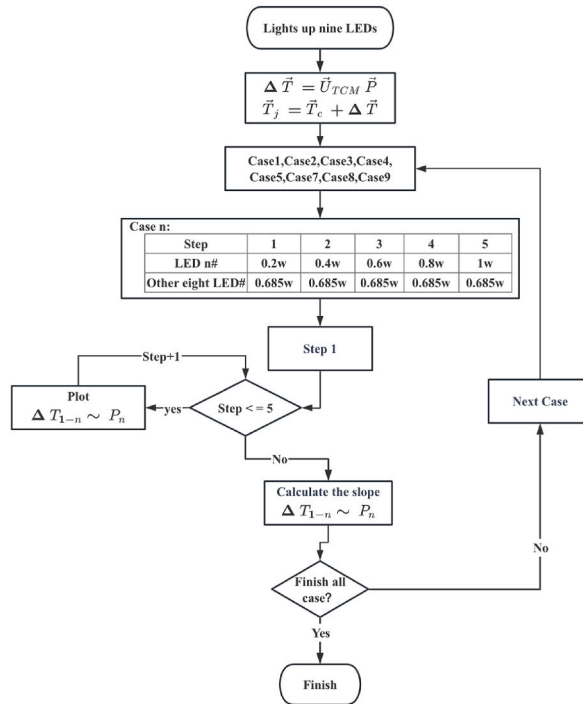 Lights up nine LEDs
Δ T⃗ = U⃗_TCM P⃗
T⃗_j = T⃗_c + Δ T⃗
Case1,Case2,Case3,Case4,
Case5,Case7,Case8,Case9
Case n:
Step 1 2 3 4 5
LED n# 0.2w 0.4w 0.6w 0.8w 1w
Other eight LED# 0.685w 0.685w 0.685w 0.685w 0.685w
Step 1
Step+1
Plot
Δ T_1−n ∼ P_n
yes
Step < = 5
Next Case
No
Calculate the slope
Δ T_1−n ∼ P_n
No
Finish all
case?
Yes
Finish